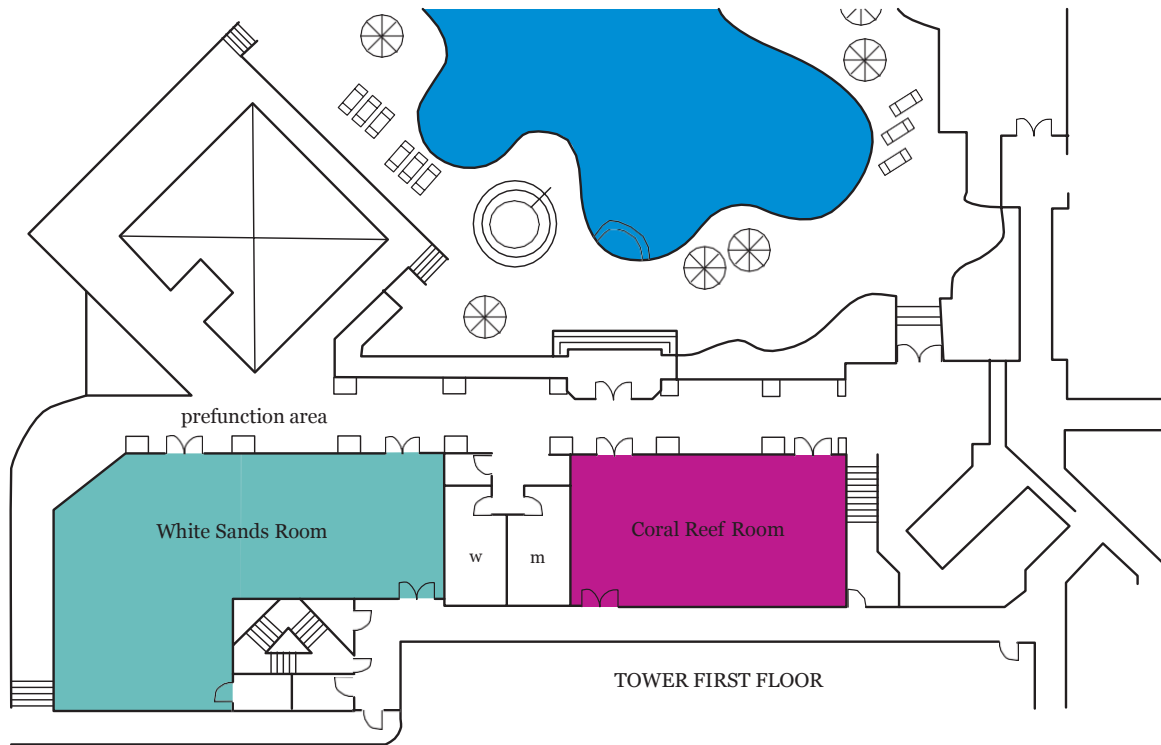 prefunction area
White Sands Room
Coral Reef Room
w
m
TOWER FIRST FLOOR